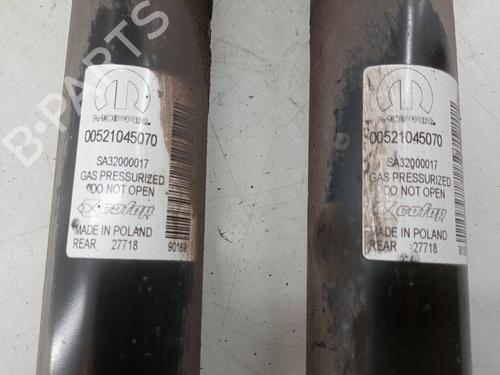 MOPAR.
00521045070
SA32000017
GAS PRESSURIZED
DO NOT OPEN
cofap
MADE IN POLAND
REAR 27718
90169
MOPAR.
00521045070
SA32000017
GAS PRESSURIZED
DO NOT OPEN
cofap
MADE IN POLAND
REAR 27718
B-PARTS